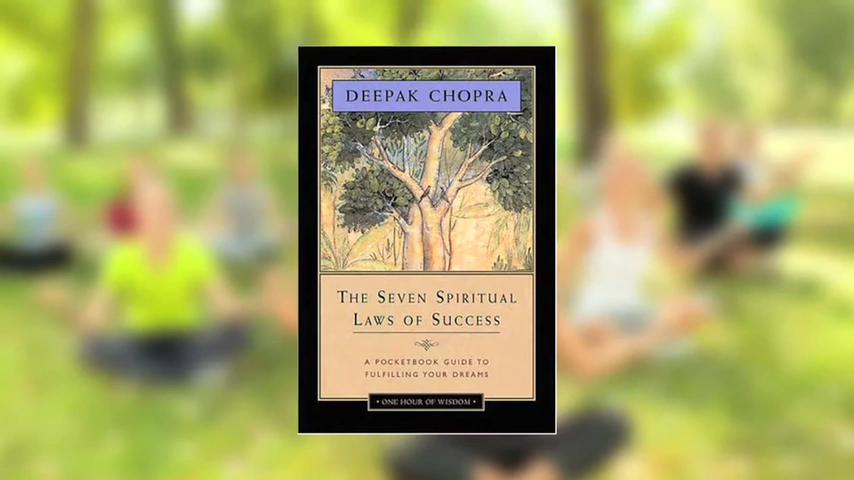 DEEPAK CHOPRA
THE SEVEN SPIRITUAL
LAWS OF SUCCESS
A POCKETBOOK GUIDE TO
FULFILLING YOUR DREAMS
• ONE HOUR OF WISDOM •